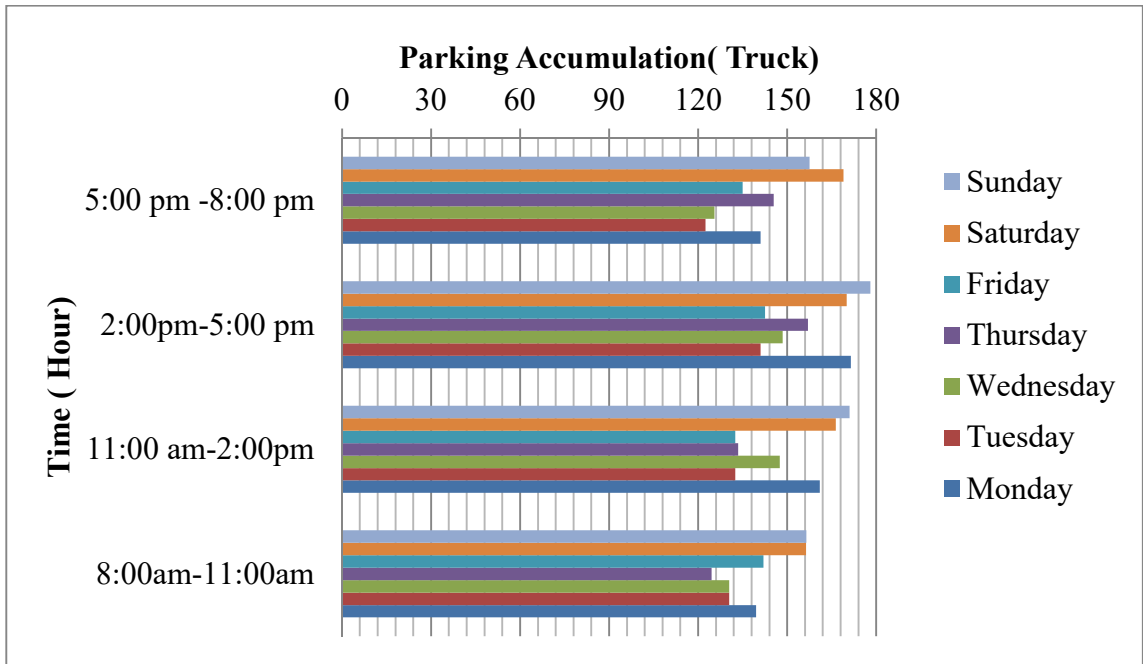 Parking Accumulation( Truck)
0 30 60 90 120 150 180
Time ( Hour)
5:00 pm -8:00 pm
2:00pm-5:00 pm
11:00 am-2:00pm
8:00am-11:00am
Sunday
Saturday
Friday
Thursday
Wednesday
Tuesday
Monday